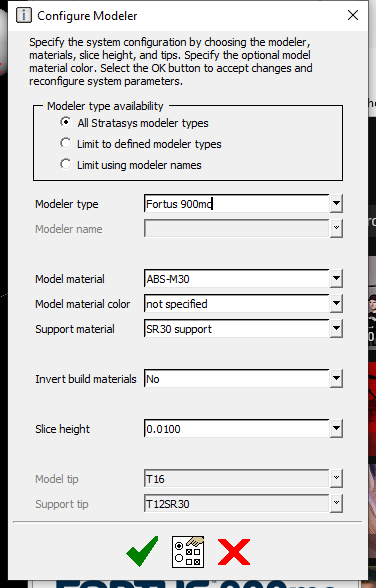 Configure Modeler
Specify the system configuration by choosing the modeler,
materials, slice height, and tips. Specify the optional model
material color. Select the OK button to accept changes and
reconfigure system parameters.
Modeler type availability
All Stratasys modeler types
Limit to defined modeler types
Limit using modeler names
Modeler type Fortus 900mc
Modeler name
Model material ABS-M30
Model material color not specified
Support material SR30 support
Invert build materials No
Slice height 0.0100
Model tip T16
Support tip T12SR30